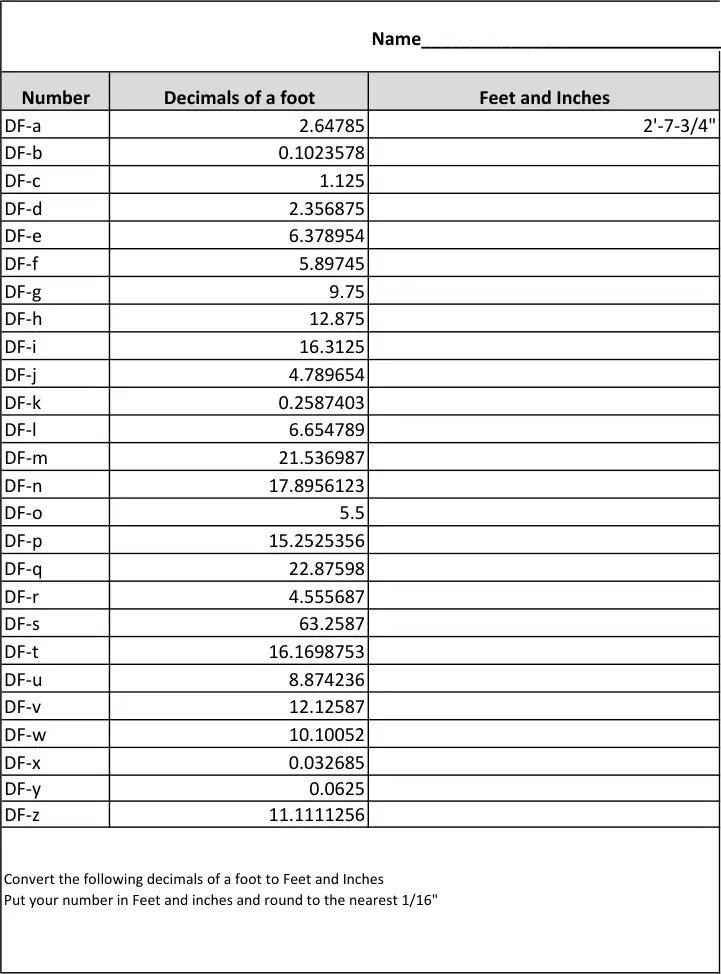 Name______________________________
Number Decimals of a foot Feet and Inches
DF-a 2.64785 2'-7-3/4"
DF-b 0.1023578
DF-c 1.125
DF-d 2.356875
DF-e 6.378954
DF-f 5.89745
DF-g 9.75
DF-h 12.875
DF-i 16.3125
DF-j 4.789654
DF-k 0.2587403
DF-l 6.654789
DF-m 21.536987
DF-n 17.8956123
DF-o 5.5
DF-p 15.2525356
DF-q 22.87598
DF-r 4.555687
DF-s 63.2587
DF-t 16.1698753
DF-u 8.874236
DF-v 12.12587
DF-w 10.10052
DF-x 0.032685
DF-y 0.0625
DF-z 11.1111256
Convert the following decimals of a foot to Feet and Inches
Put your number in Feet and inches and round to the nearest 1/16"